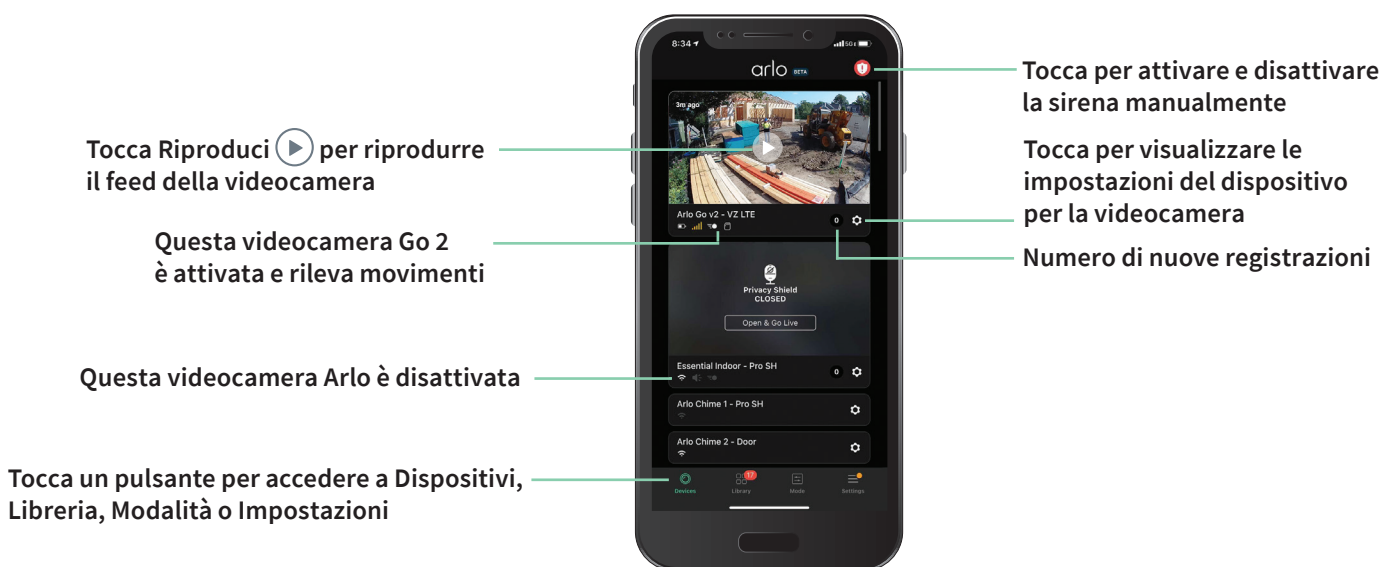 8:34
5G E
arlo BETA
3m ago
Tocca Riproduci per riprodurre
il feed della videocamera
Questa videocamera Go 2
è attivata e rileva movimenti
Questa videocamera Arlo è disattivata
Tocca un pulsante per accedere a Dispositivi,
Libreria, Modalità o Impostazioni
Arlo Go v2 - VZ LTE
0
Privacy Shield
CLOSED
Open & Go Live
Essential Indoor - Pro SH
0
Arlo Chime 1 - Pro SH
Arlo Chime 2 - Door
17
Devices
Library
Mode
Settings
Tocca per attivare e disattivare
la sirena manualmente
Tocca per visualizzare le
impostazioni del dispositivo
per la videocamera
Numero di nuove registrazioni